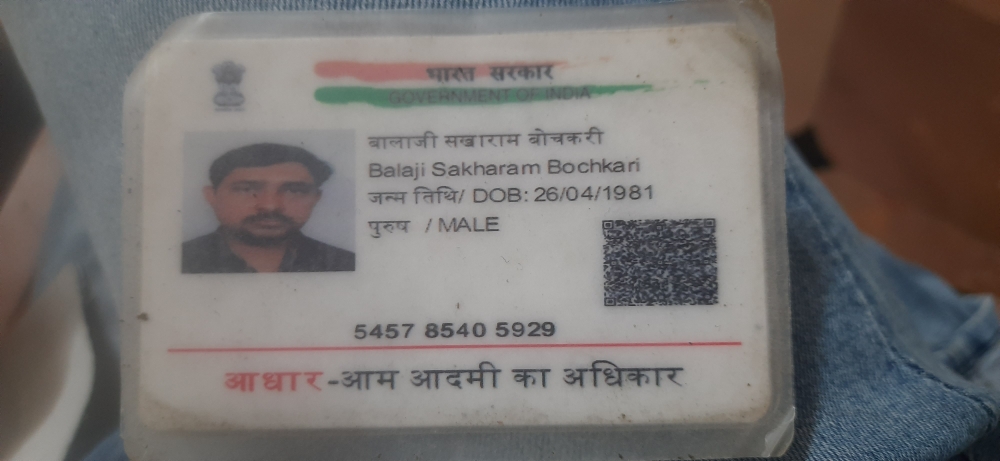 भारत सरकार
GOVERNMENT OF INDIA
बालाजी सखाराम बोचकरी
Balaji Sakharam Bochkari
जन्म तिथि/ DOB: 26/04/1981
पुरुष / MALE
5457 8540 5929
आधार-आम आदमी का अधिकार